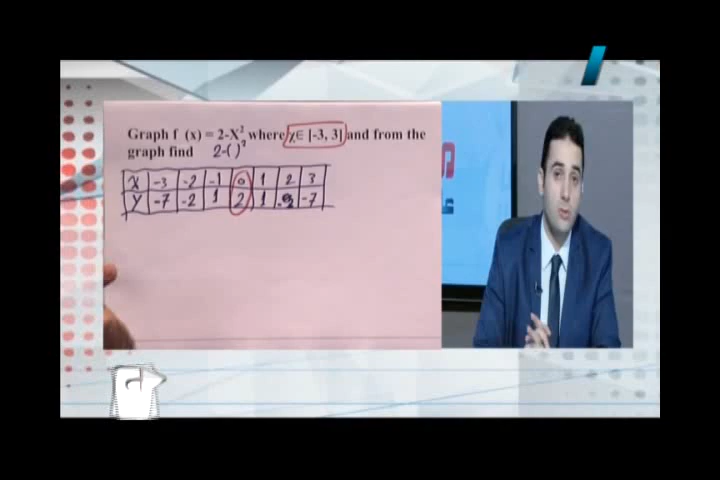 Graph f (x) = 2-X² where χ∈ [-3, 3] and from the
graph find 2-( )²
X -3 -2 -1 0 1 2 3
Y -7 -2 1 2 1 -2 -7